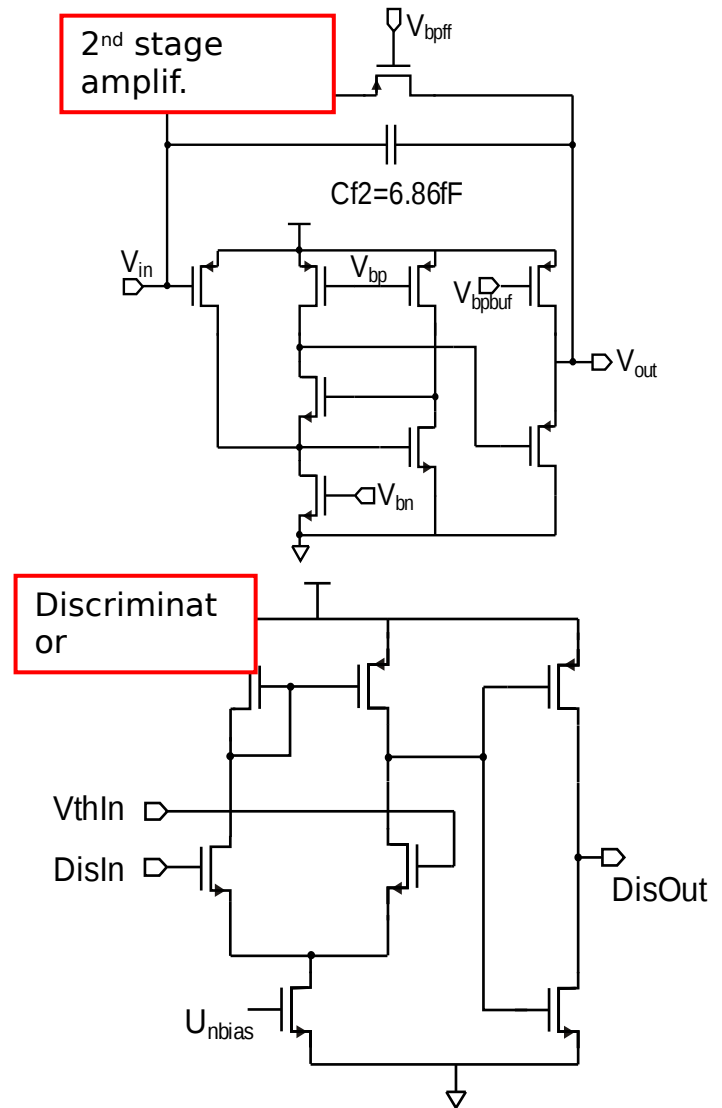 2nd stage
amplif.
Vbpff
Cf2=6.86fF
Vin
Vbp
Vbpbuf
Vout
Vbn
Discriminat
or
VthIn
DisIn
DisOut
Unbias